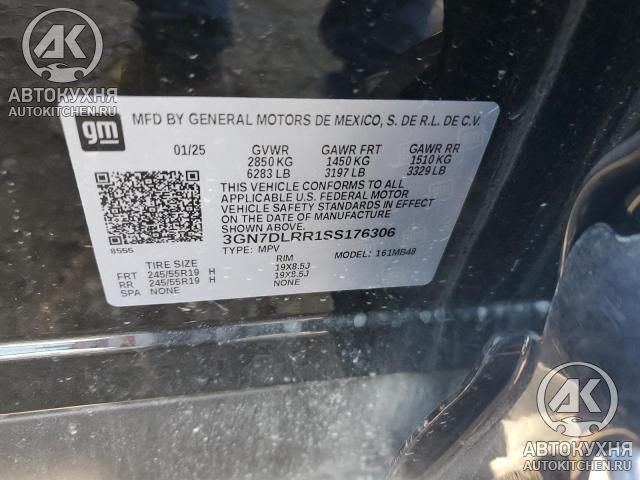 АВТОКУХНЯ
AUTOKITCHEN.RU
gm
MFD BY GENERAL MOTORS DE MEXICO, S. DE R.L. DE C.V.
01/25 GVWR GAWR FRT GAWR RR
2850 KG 1450 KG 1510 KG
6283 LB 3197 LB 3329 LB
THIS VEHICLE CONFORMS TO ALL
APPLICABLE U.S. FEDERAL MOTOR
VEHICLE SAFETY STANDARDS IN EFFECT
ON THE DATE OF MANUFACTURE
SHOWN ABOVE.
3GN7DLRR1SS176306
8555
TYPE: MPV MODEL: 161MB48
TIRE SIZE RIM
FRT 245/55R19 H 19X8.5J
RR 245/55R19 H 19X8.5J
SPA NONE NONE
АК
АВТОКУХНЯ
AUTOKITCHEN.RU